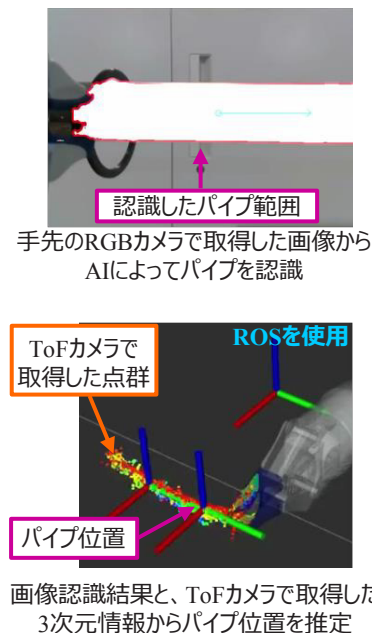 認識したパイプ範囲
手先のRGBカメラで取得した画像から
AIによってパイプを認識
ROSを使用
ToFカメラで
取得した点群
パイプ位置
画像認識結果と、ToFカメラで取得した
3次元情報からパイプ位置を推定